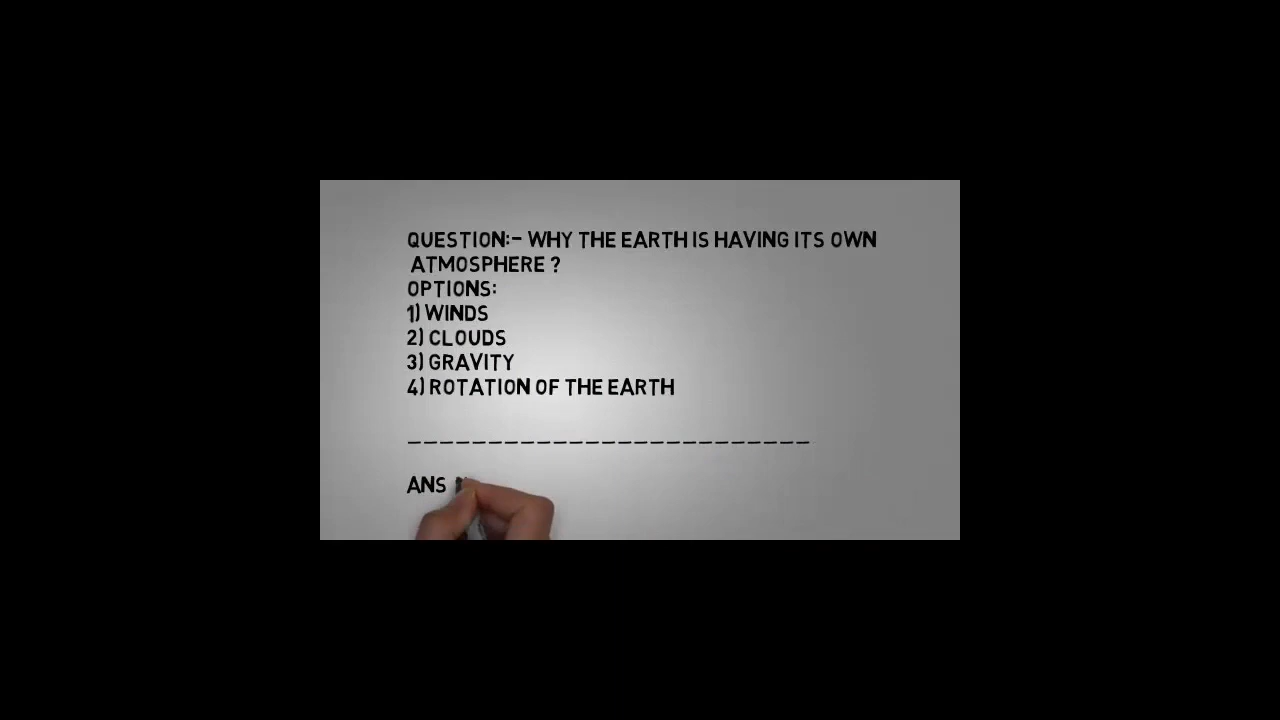 QUESTION:- WHY THE EARTH IS HAVING ITS OWN
ATMOSPHERE ?
OPTIONS:
1) WINDS
2) CLOUDS
3) GRAVITY
4) ROTATION OF THE EARTH
_________________________
ANS